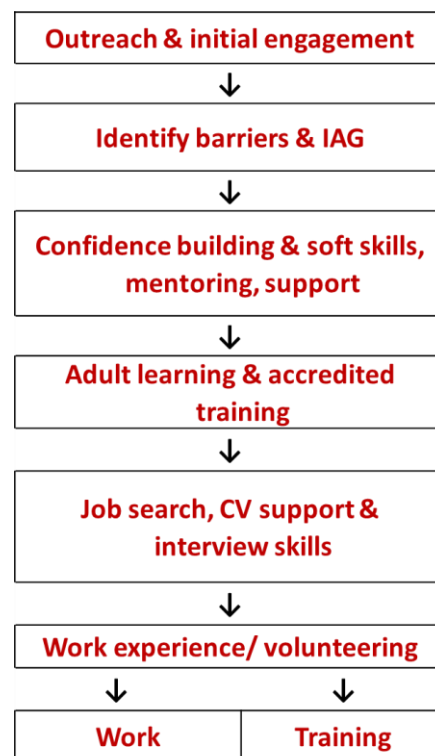 Outreach & initial engagement
Identify barriers & IAG
Confidence building & soft skills,
mentoring, support
Adult learning & accredited
training
Job search, CV support &
interview skills
Work experience/ volunteering
Work
Training